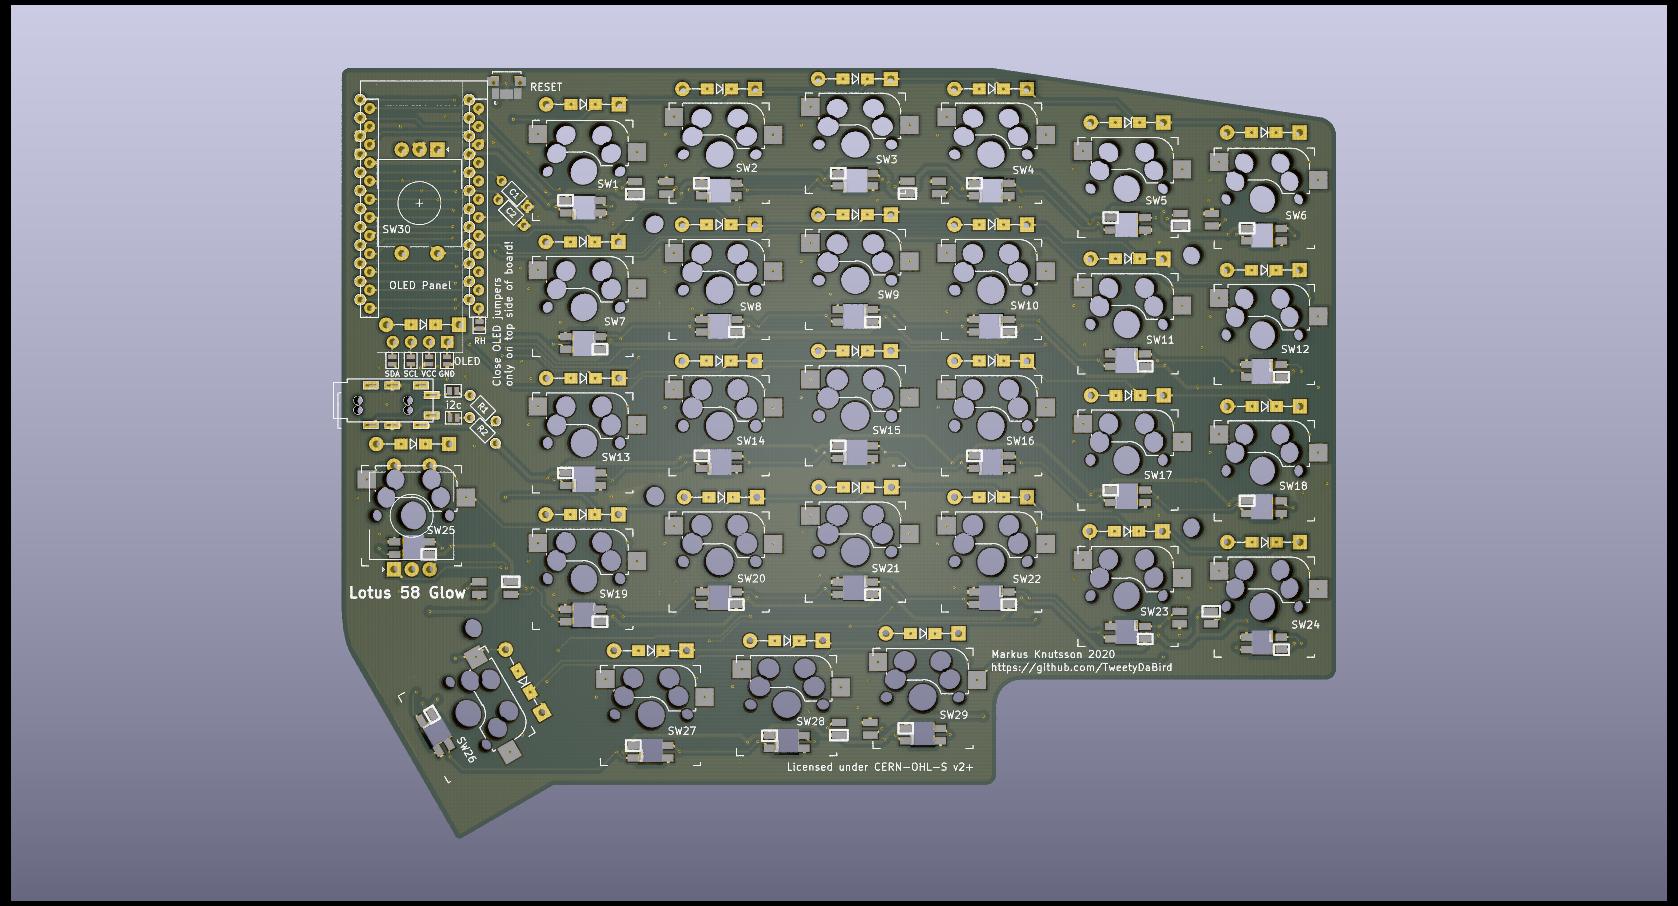 RESET
SW1
SW2
SW3
SW4
SW5
SW6
C1
C2
SW30
OLED Panel
Close OLED jumpers
only on top side of board!
SW7
SW8
SW9
SW10
SW11
SW12
RH
OLED
SDA SCL VCC GND
i2c
R1
R2
SW13
SW14
SW15
SW16
SW17
SW18
SW25
SW19
SW20
SW21
SW22
SW23
SW24
Lotus 58 Glow
Markus Knutsson 2020
https://github.com/TweetyDaBird
SW26
SW27
SW28
SW29
Licensed under CERN-OHL-S v2+